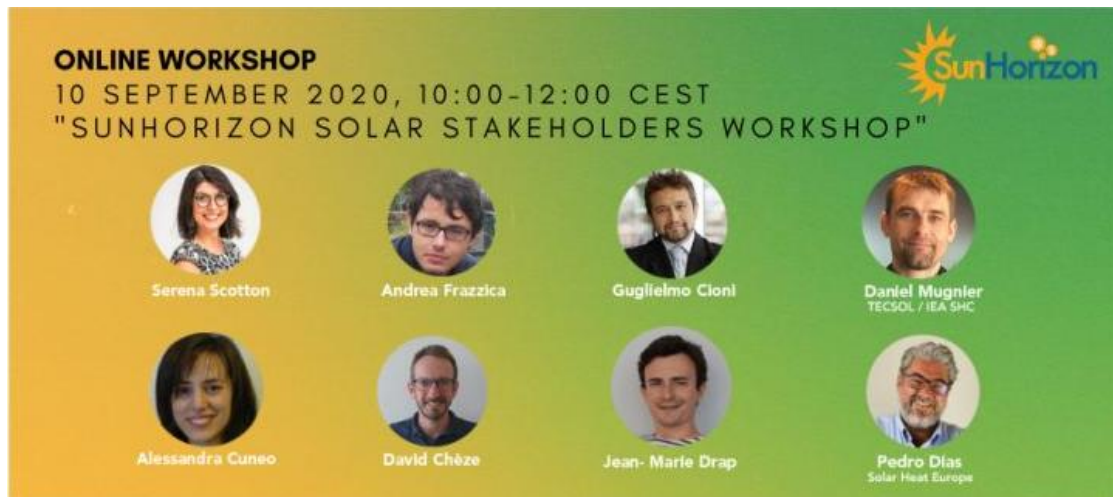 ONLINE WORKSHOP
SunHorizon
10 SEPTEMBER 2020, 10:00-12:00 CEST
"SUNHORIZON SOLAR STAKEHOLDERS WORKSHOP"
Serena Scotton
Andrea Frazzica
Guglielmo Cioni
Daniel Mugnier
TECSOL / IEA SHC
Alessandra Cuneo
David Chèze
Jean- Marie Drap
Pedro Dias
Solar Heat Europe